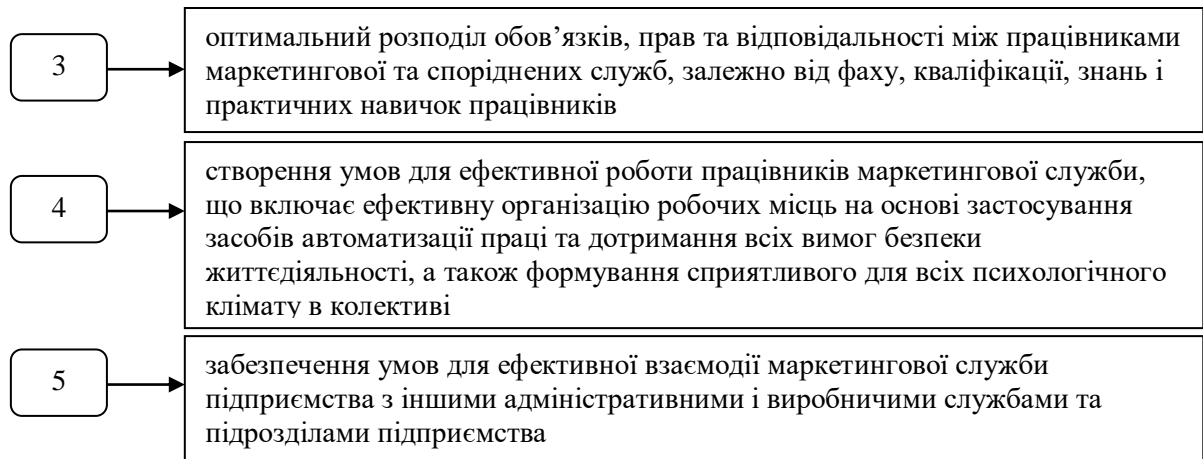 3
оптимальний розподіл обов’язків, прав та відповідальності між працівниками
маркетингової та споріднених служб, залежно від фаху, кваліфікації, знань і
практичних навичок працівників
4
створення умов для ефективної роботи працівників маркетингової служби,
що включає ефективну організацію робочих місць на основі застосування
засобів автоматизації праці та дотримання всіх вимог безпеки
життєдіяльності, а також формування сприятливого для всіх психологічного
клімату в колективі
5
забезпечення умов для ефективної взаємодії маркетингової служби
підприємства з іншими адміністративними і виробничими службами та
підрозділами підприємства